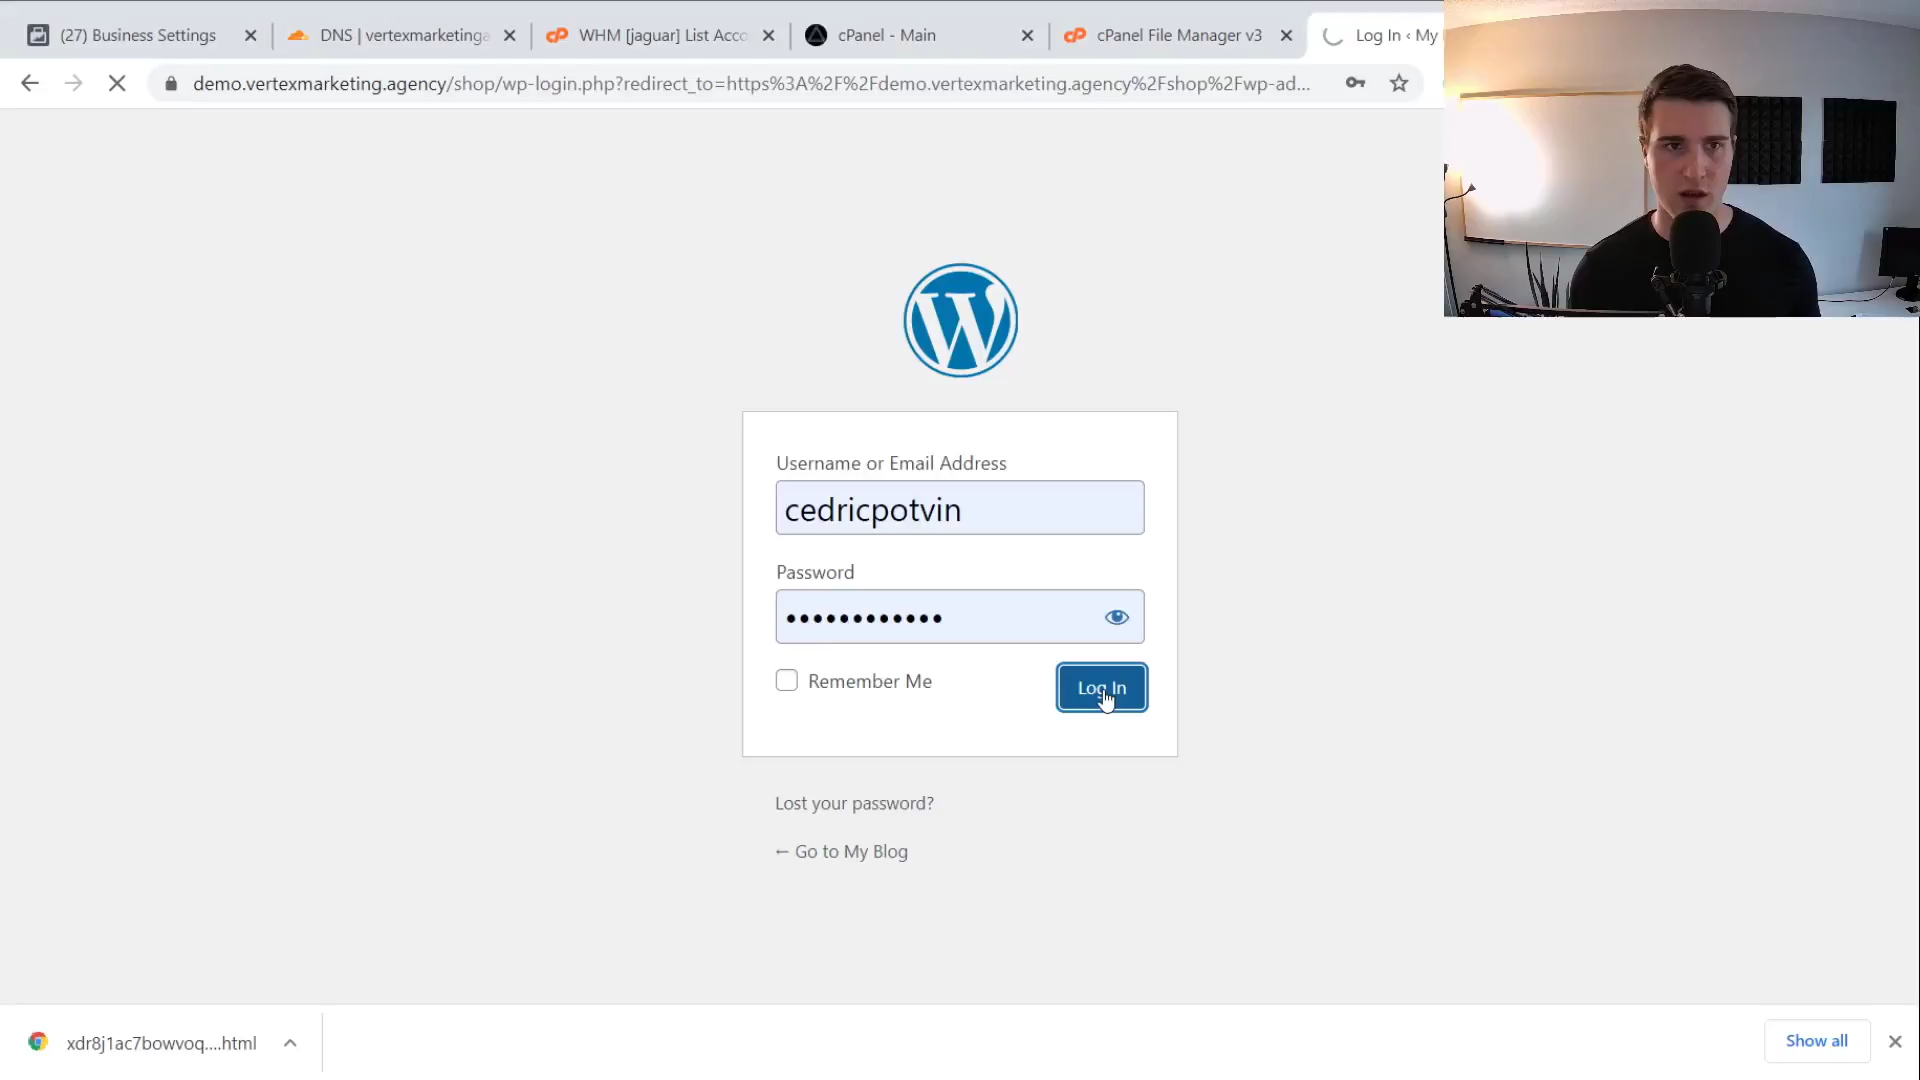 (27) Business Settings
DNS | vertexmarketinga
WHM [jaguar] List Acco
cPanel - Main
cPanel File Manager v3
Log In ‹ My
demo.vertexmarketing.agency/shop/wp-login.php?redirect_to=https%3A%2F%2Fdemo.vertexmarketing.agency%2Fshop%2Fwp-ad...
Username or Email Address
cedricpotvin
Password
Remember Me
Log In
Lost your password?
← Go to My Blog
xdr8j1ac7bowvoq....html
Show all